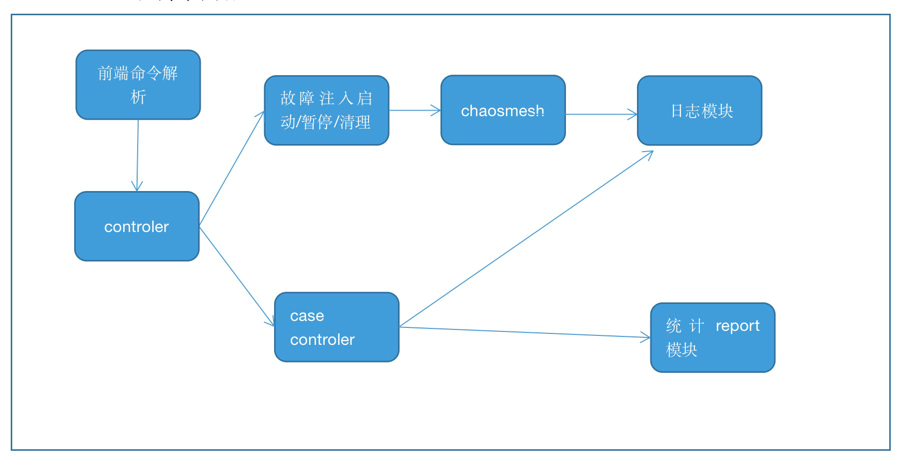 前端命令解
析
故障注入启
动/暂停/清理
chaosmesh
日志模块
controler
case
controler
统计 report
模块